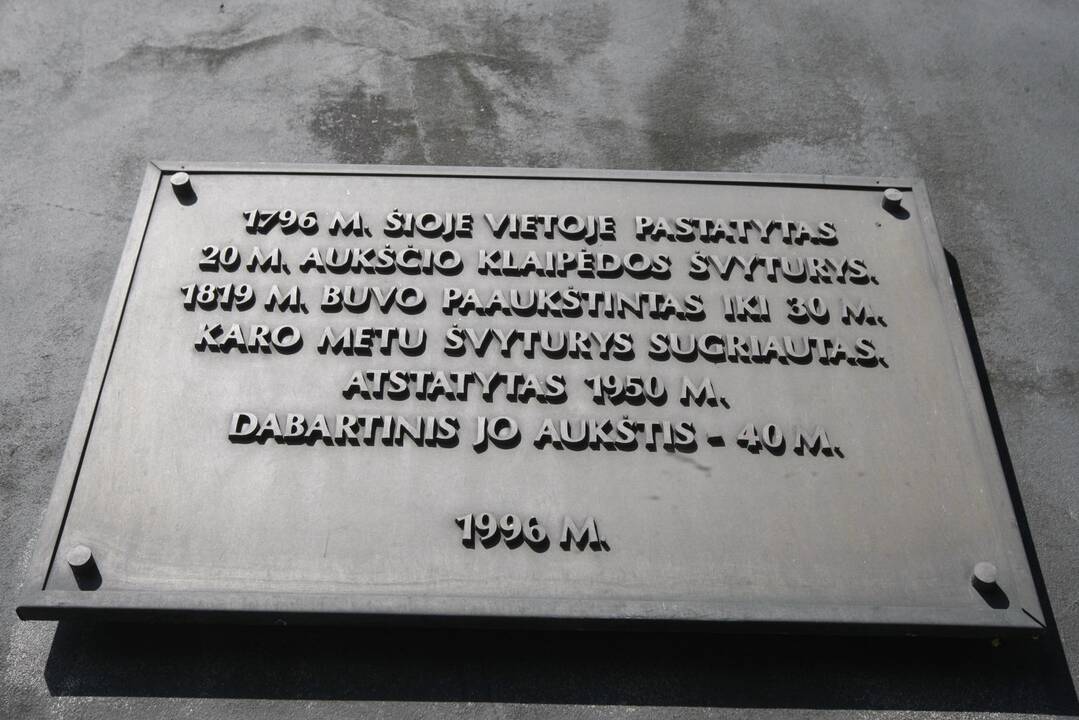 1796 M. ŠIOJE VIETOJE PASTATYTAS
20 M. AUKŠČIO KLAIPĖDOS ŠVYTURYS.
1819 M. BUVO PAAUKŠTINTAS IKI 30 M.
KARO METU ŠVYTURYS SUGRIAUTAS.
ATSTATYTAS 1950 M.
DABARTINIS JO AUKŠTIS - 40 M.
1996 M.